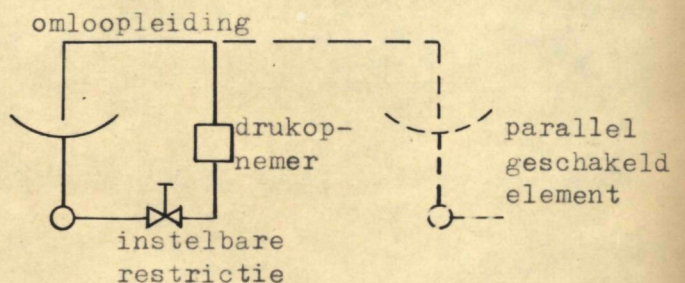 omloopleiding
drukop-
nemer
parallel
geschakeld
element
instelbare
restrictie